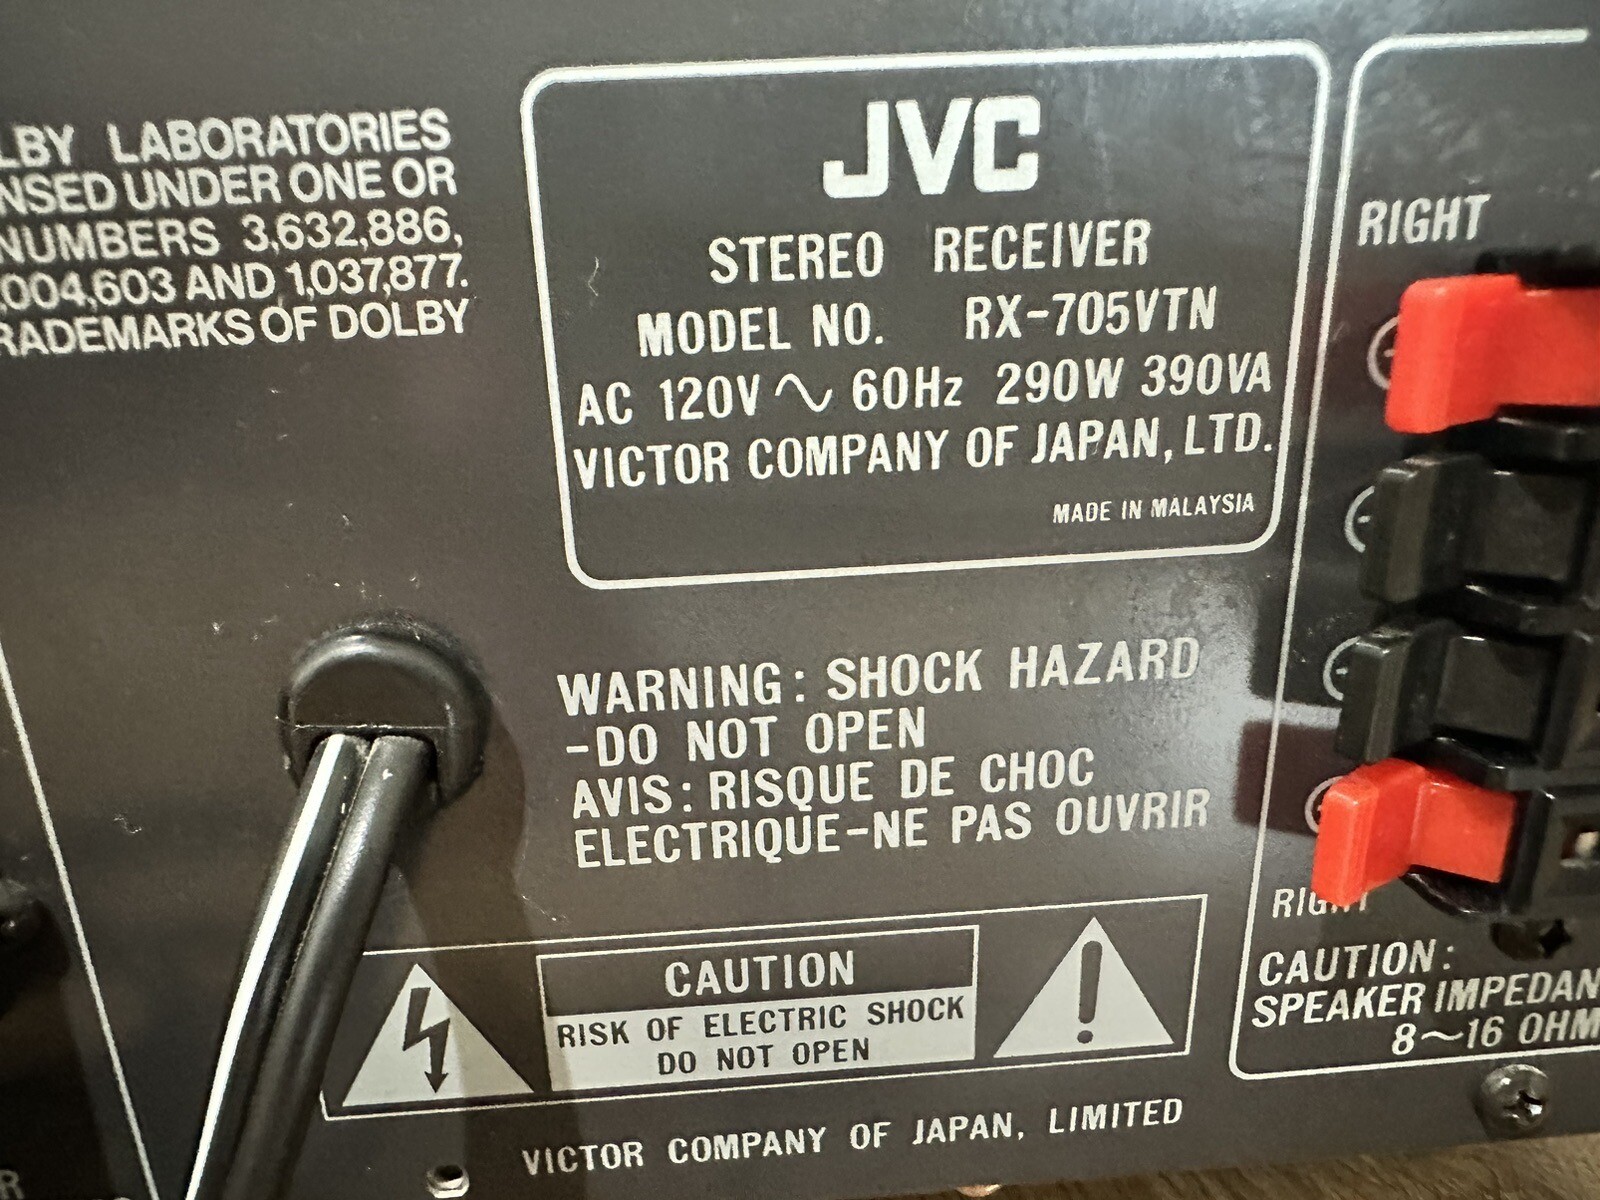 LABORATORIES
UNDER ONE OR
NUMBERS 3,632,886,
,004,603 AND 1,037,877.
OF DOLBY
JVC
STEREO RECEIVER
MODEL NO. RX-705VTN
AC 120V ∿ 60Hz 290W 390VA
VICTOR COMPANY OF JAPAN, LTD.
MADE IN MALAYSIA
WARNING: SHOCK HAZARD
-DO NOT OPEN
AVIS: RISQUE DE CHOC
ELECTRIQUE-NE PAS OUVRIR
CAUTION
RISK OF ELECTRIC SHOCK
DO NOT OPEN
VICTOR COMPANY OF JAPAN, LIMITED
RIGHT
RIGHT
CAUTION:
SPEAKER IMPEDAN
8~16 OHM